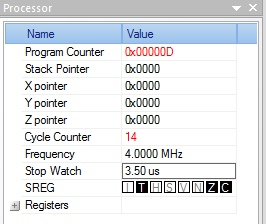 Processor
Name Value
Program Counter 0x00000D
Stack Pointer 0x0000
X pointer 0x0000
Y pointer 0x0000
Z pointer 0x0000
Cycle Counter 14
Frequency 4.0000 MHz
Stop Watch 3.50 us
SREG I T H S V N Z C
Registers